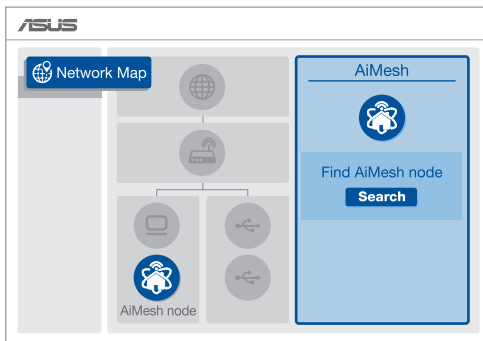 ASUS
Network Map
AiMesh
Find AiMesh node
Search
AiMesh node